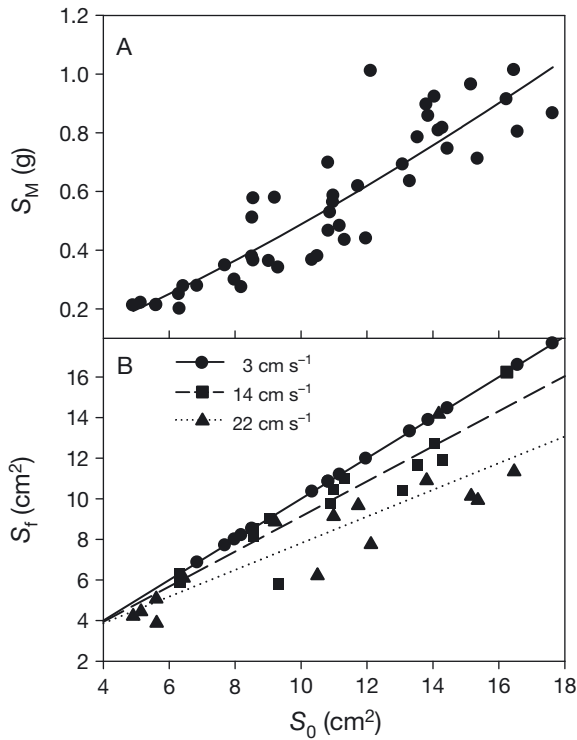 1.2
A
1.0
0.8
S_M (g)
0.6
0.4
0.2
B
3 cm s⁻¹
16
14 cm s⁻¹
14
22 cm s⁻¹
12
S_f (cm²)
10
8
6
4
2
4 6 8 10 12 14 16 18
S₀ (cm²)